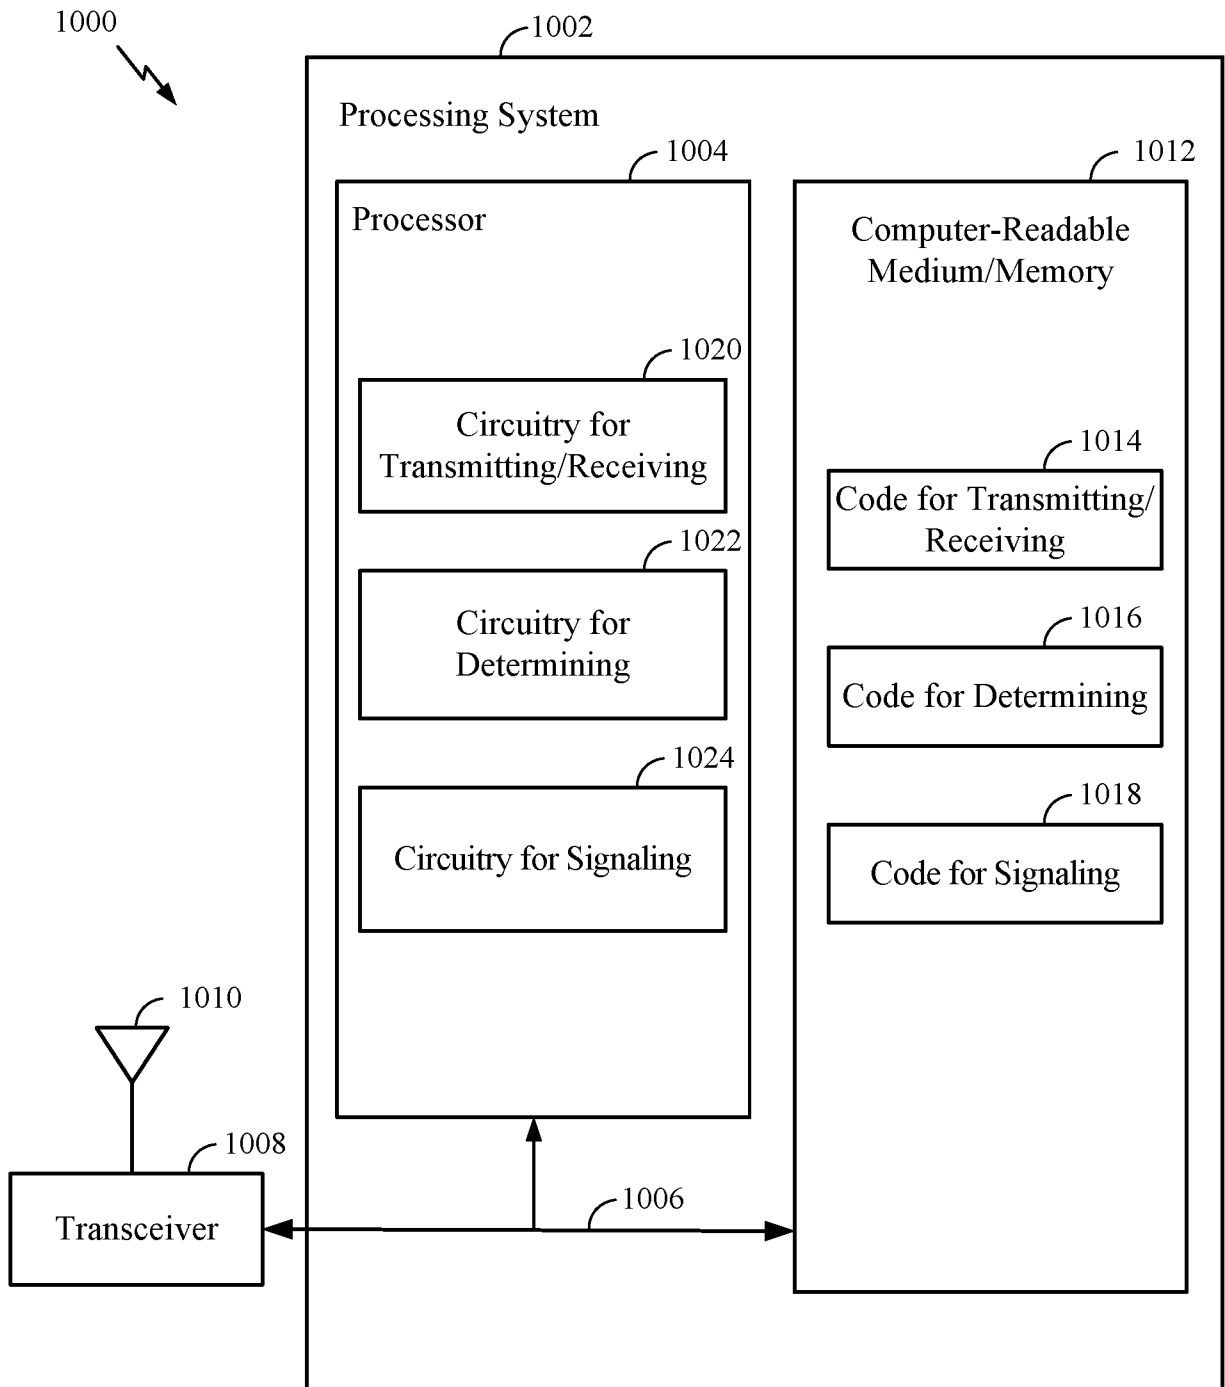 1000
1002
Processing System
1004
1012
Processor
Computer-Readable
Medium/Memory
1020
Circuitry for
Transmitting/Receiving
1014
Code for Transmitting/
Receiving
1022
Circuitry for
Determining
1016
Code for Determining
1024
Circuitry for Signaling
1018
Code for Signaling
1010
1008
Transceiver
1006